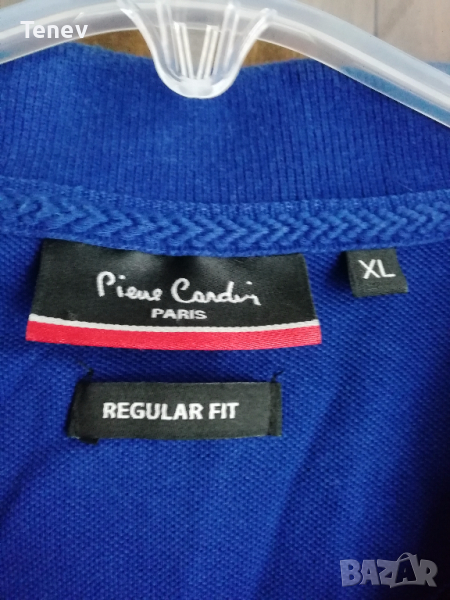 Tenev
Pierre Cardin
PARIS
XL
REGULAR FIT
BAZAR